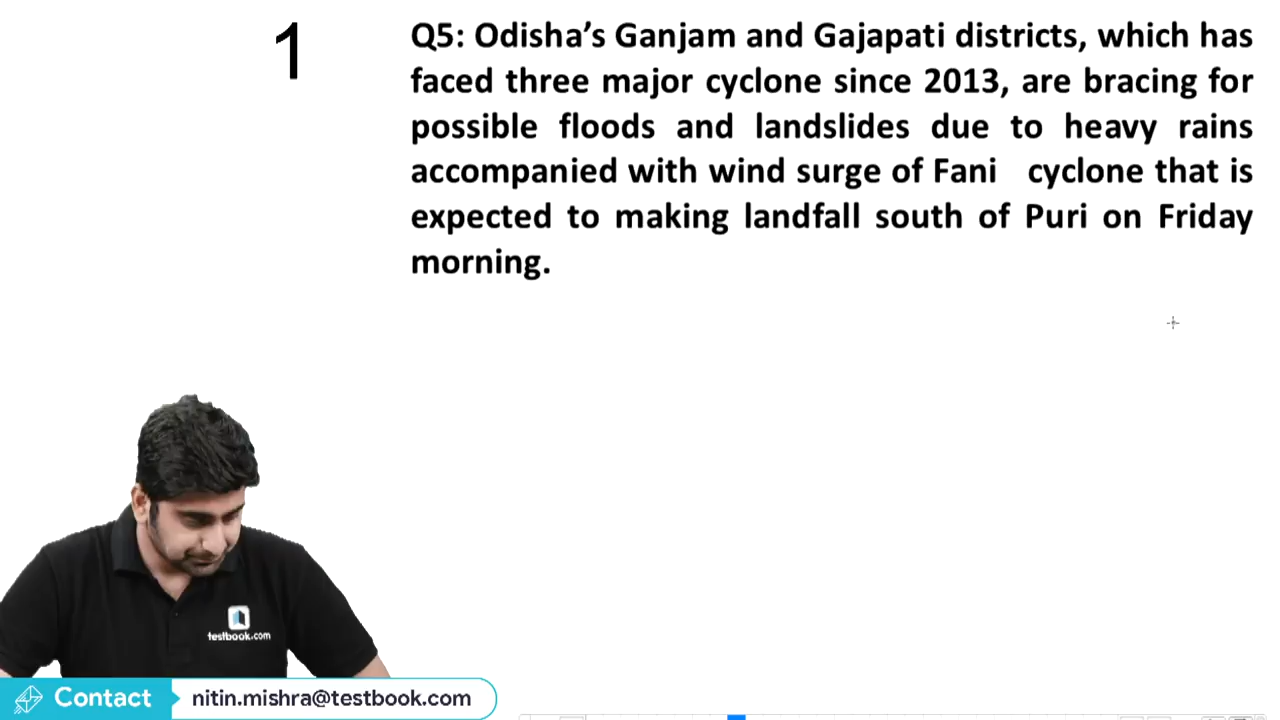 1
Q5: Odisha's Ganjam and Gajapati districts, which has
faced three major cyclone since 2013, are bracing for
possible floods and landslides due to heavy rains
accompanied with wind surge of Fani cyclone that is
expected to making landfall south of Puri on Friday
morning.
testbook.com
Contact nitin.mishra@testbook.com